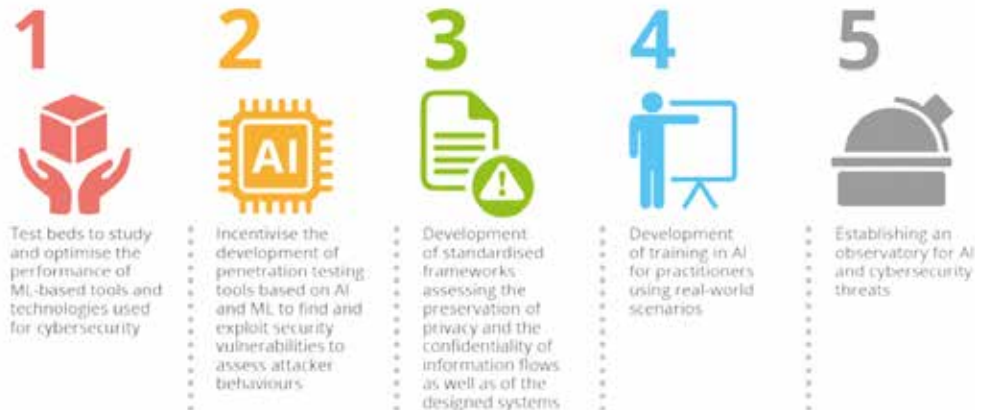 1
Test beds to study
and optimise the
performance of
ML-based tools and
technologies used
for cybersecurity
2
AI
Incentivise the
development of
penetration testing
tools based on AI
and ML to find and
exploit security
vulnerabilities to
assess attacker
behaviours
3
Development
of standardised
frameworks
assessing the
preservation of
privacy and the
confidentiality of
information flows
as well as of the
designed systems
4
Development
of training in AI
for practitioners
using real-world
scenarios
5
Establishing an
observatory for AI
and cybersecurity
threats